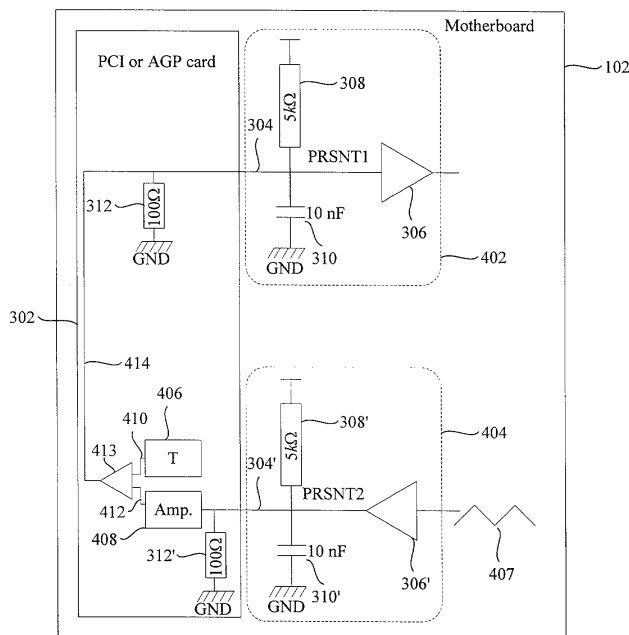 Motherboard
PCI or AGP card
102
308
5kΩ
304
PRSNT1
312
100Ω
GND
10 nF
310
GND
306
402
302
414
406
410
413
T
412
Amp.
408
312'
100Ω
GND
308'
5kΩ
404
304'
PRSNT2
10 nF
310'
GND
306'
407